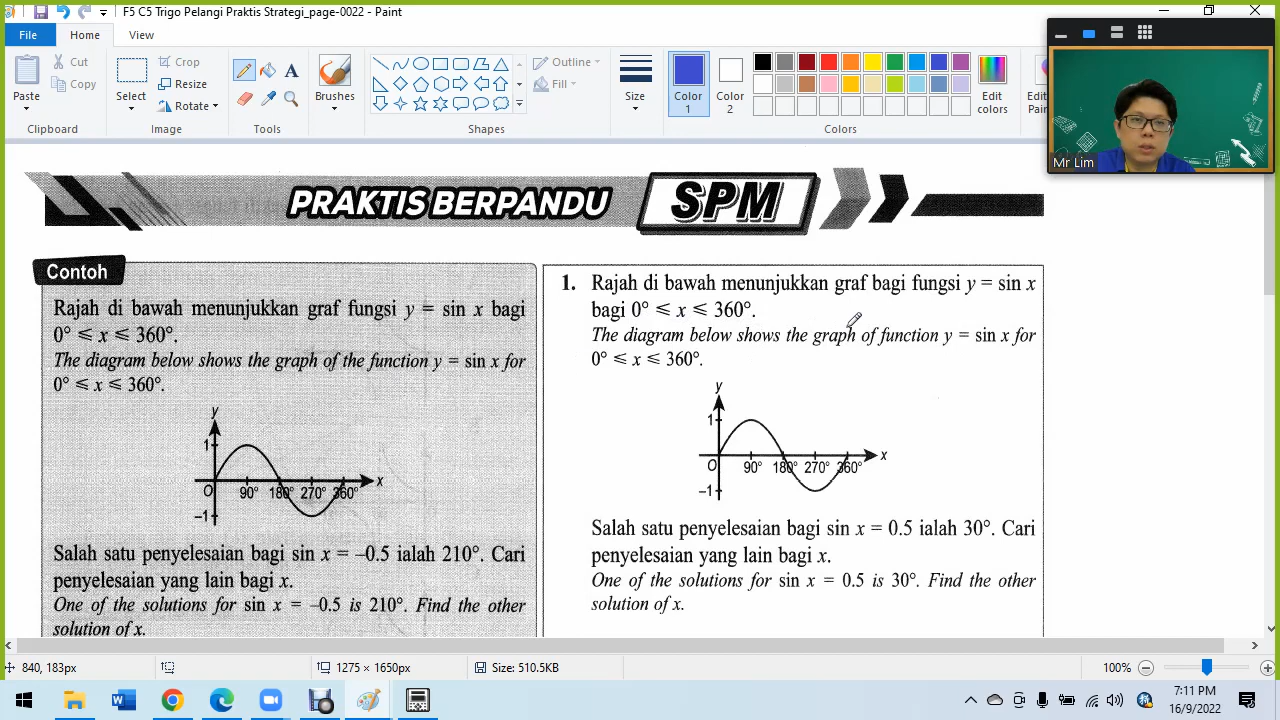 F5 C5 Trigo Pelangi Praktis Strategi_page-0022 - Paint
File
Home
View
Paste
Cut
Copy
Clipboard
Select
Crop
Resize
Rotate
Image
A
Tools
Brushes
Shapes
Outline
Fill
Size
Color
1
Color
2
Colors
Edit
colors
Edit
Pain
Mr Lim
PRAKTIS BERPANDU SPM
Contoh
Rajah di bawah menunjukkan graf fungsi y = sin x bagi
0° ⩽ x ⩽ 360°.
The diagram below shows the graph of the function y = sin x for
0° ⩽ x ⩽ 360°.
y
1
O 90° 180° 270° 360° x
–1
Salah satu penyelesaian bagi sin x = –0.5 ialah 210°. Cari
penyelesaian yang lain bagi x.
One of the solutions for sin x = –0.5 is 210°. Find the other
solution of x.
1. Rajah di bawah menunjukkan graf bagi fungsi y = sin x
bagi 0° ⩽ x ⩽ 360°.
The diagram below shows the graph of function y = sin x for
0° ⩽ x ⩽ 360°.
y
1
O 90° 180° 270° 360° x
–1
Salah satu penyelesaian bagi sin x = 0.5 ialah 30°. Cari
penyelesaian yang lain bagi x.
One of the solutions for sin x = 0.5 is 30°. Find the other
solution of x.
840, 183px
1275 × 1650px
Size: 510.5KB
100%
7:11 PM
16/9/2022